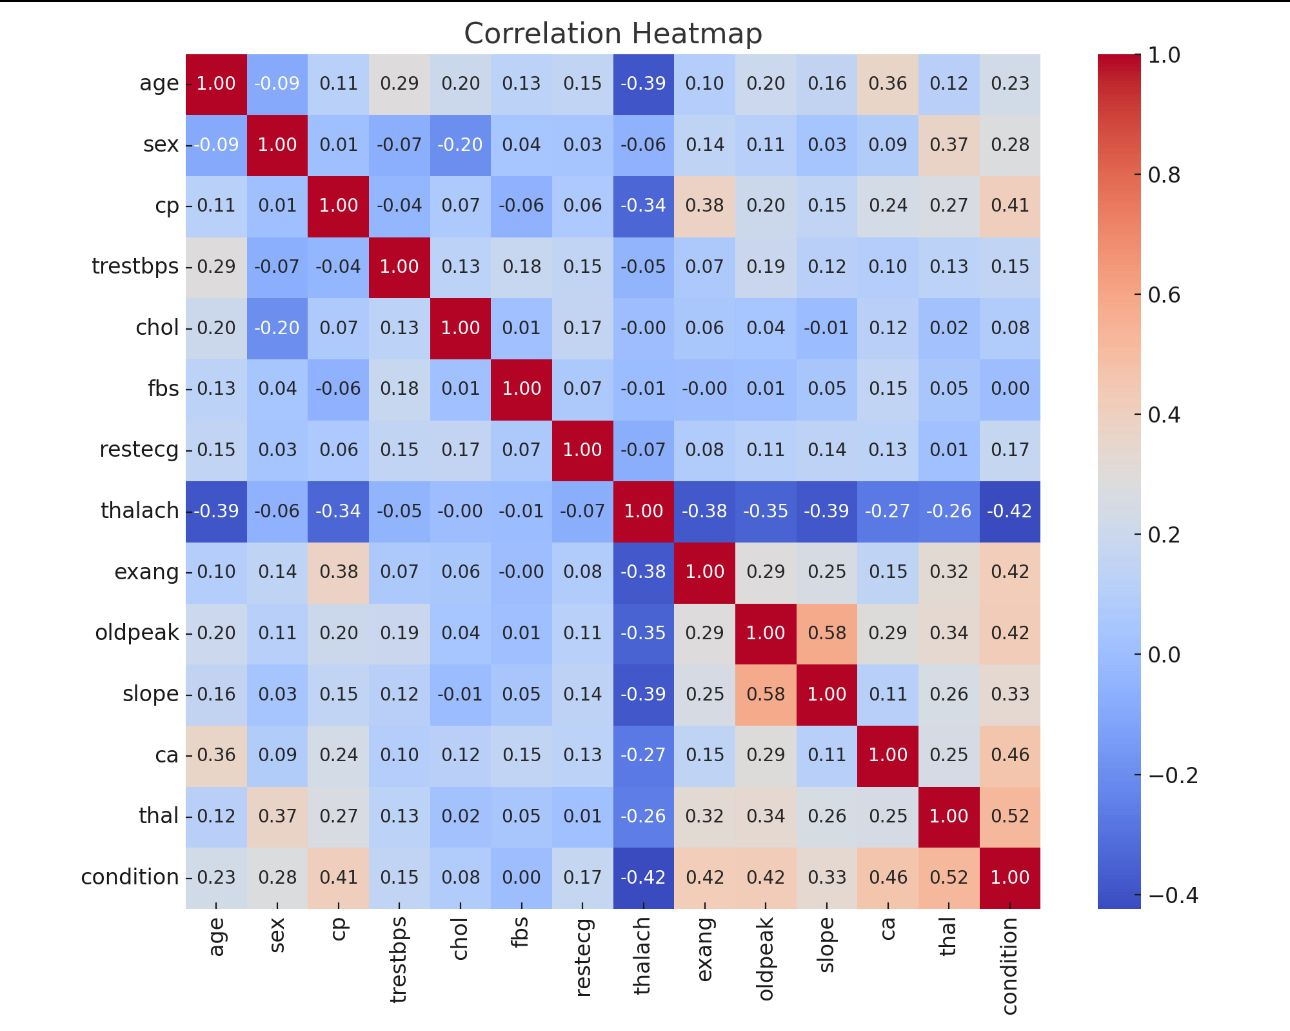 Correlation Heatmap
age 1.00 -0.09 0.11 0.29 0.20 0.13 0.15 -0.39 0.10 0.20 0.16 0.36 0.12 0.23
sex -0.09 1.00 0.01 -0.07 -0.20 0.04 0.03 -0.06 0.14 0.11 0.03 0.09 0.37 0.28
cp 0.11 0.01 1.00 -0.04 0.07 -0.06 0.06 -0.34 0.38 0.20 0.15 0.24 0.27 0.41
trestbps 0.29 -0.07 -0.04 1.00 0.13 0.18 0.15 -0.05 0.07 0.19 0.12 0.10 0.13 0.15
chol 0.20 -0.20 0.07 0.13 1.00 0.01 0.17 -0.00 0.06 0.04 -0.01 0.12 0.02 0.08
fbs 0.13 0.04 -0.06 0.18 0.01 1.00 0.07 -0.01 -0.00 0.01 0.05 0.15 0.05 0.00
restecg 0.15 0.03 0.06 0.15 0.17 0.07 1.00 -0.07 0.08 0.11 0.14 0.13 0.01 0.17
thalach -0.39 -0.06 -0.34 -0.05 -0.00 -0.01 -0.07 1.00 -0.38 -0.35 -0.39 -0.27 -0.26 -0.42
exang 0.10 0.14 0.38 0.07 0.06 -0.00 0.08 -0.38 1.00 0.29 0.25 0.15 0.32 0.42
oldpeak 0.20 0.11 0.20 0.19 0.04 0.01 0.11 -0.35 0.29 1.00 0.58 0.29 0.34 0.42
slope 0.16 0.03 0.15 0.12 -0.01 0.05 0.14 -0.39 0.25 0.58 1.00 0.11 0.26 0.33
ca 0.36 0.09 0.24 0.10 0.12 0.15 0.13 -0.27 0.15 0.29 0.11 1.00 0.25 0.46
thal 0.12 0.37 0.27 0.13 0.02 0.05 0.01 -0.26 0.32 0.34 0.26 0.25 1.00 0.52
condition 0.23 0.28 0.41 0.15 0.08 0.00 0.17 -0.42 0.42 0.42 0.33 0.46 0.52 1.00
age sex cp trestbps chol fbs restecg thalach exang oldpeak slope ca thal condition
1.0
0.8
0.6
0.4
0.2
0.0
−0.2
−0.4